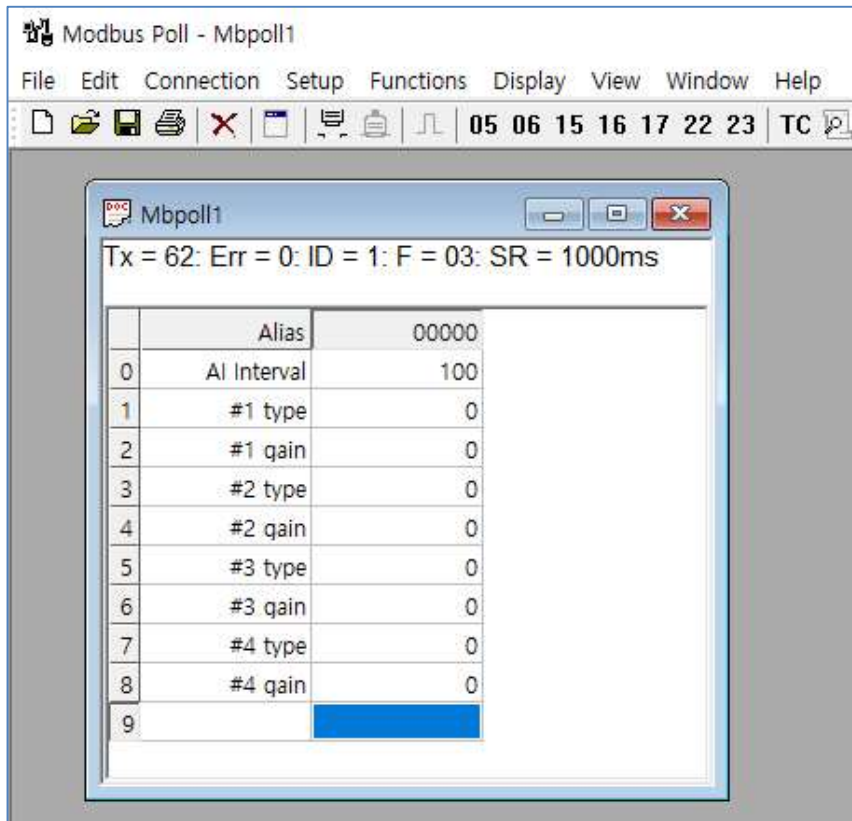 Modbus Poll - Mbpoll1
File Edit Connection Setup Functions Display View Window Help
05 06 15 16 17 22 23 TC
Mbpoll1
Tx = 62: Err = 0: ID = 1: F = 03: SR = 1000ms
Alias 00000
0 AI Interval 100
1 #1 type 0
2 #1 gain 0
3 #2 type 0
4 #2 gain 0
5 #3 type 0
6 #3 gain 0
7 #4 type 0
8 #4 gain 0
9